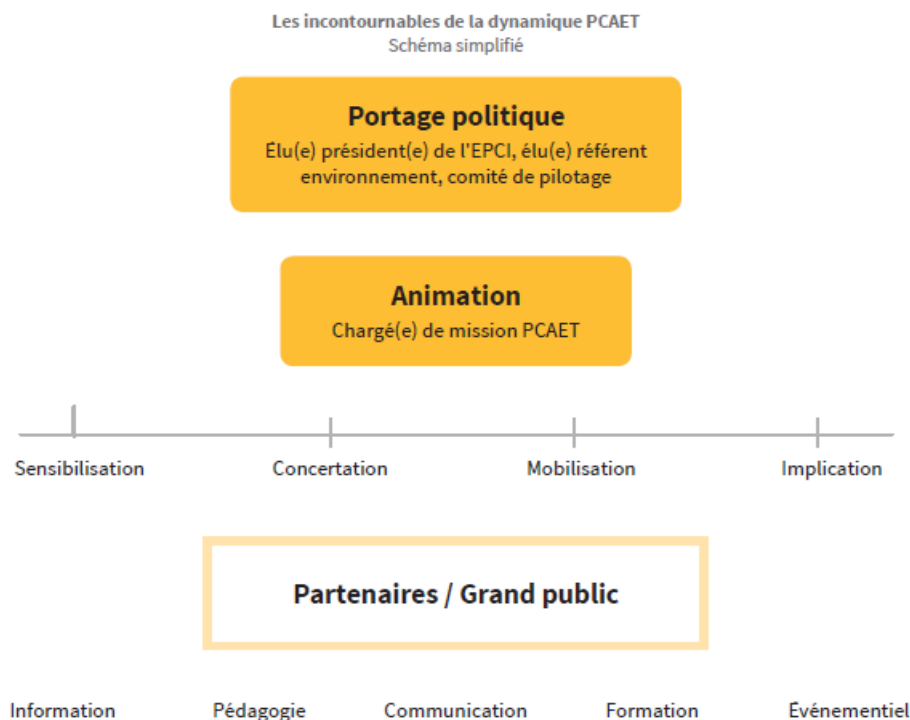 Les incontournables de la dynamique PCAET
Schéma simplifié
Portage politique
Élu(e) président(e) de l'EPCI, élu(e) référent
environnement, comité de pilotage
Animation
Chargé(e) de mission PCAET
Sensibilisation Concertation Mobilisation Implication
Partenaires / Grand public
Information Pédagogie Communication Formation Événementiel